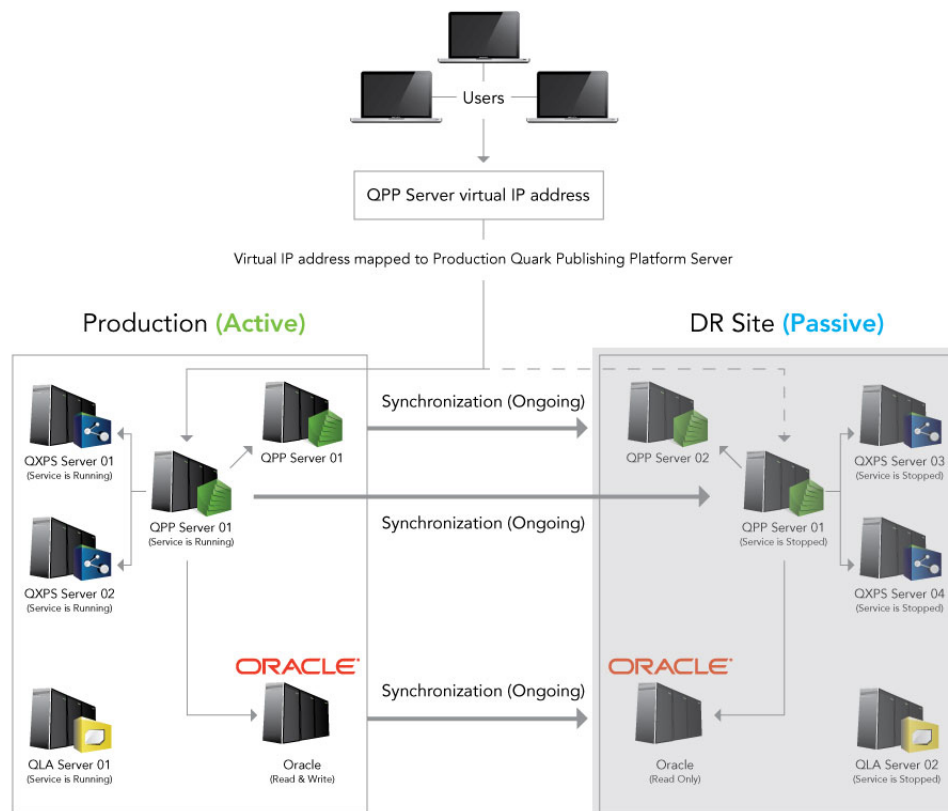 Users
QPP Server virtual IP address
Virtual IP address mapped to Production Quark Publishing Platform Server
Production (Active)
DR Site (Passive)
QXPS Server 01
(Service is Running)
QPP Server 01
QPP Server 01
(Service is Running)
QXPS Server 02
(Service is Running)
ORACLE
Oracle
(Read & Write)
QLA Server 01
(Service is Running)
Synchronization (Ongoing)
Synchronization (Ongoing)
Synchronization (Ongoing)
QPP Server 02
QXPS Server 03
(Service is Stopped)
QPP Server 01
(Service is Stopped)
QXPS Server 04
(Service is Stopped)
ORACLE
Oracle
(Read Only)
QLA Server 02
(Service is Stopped)